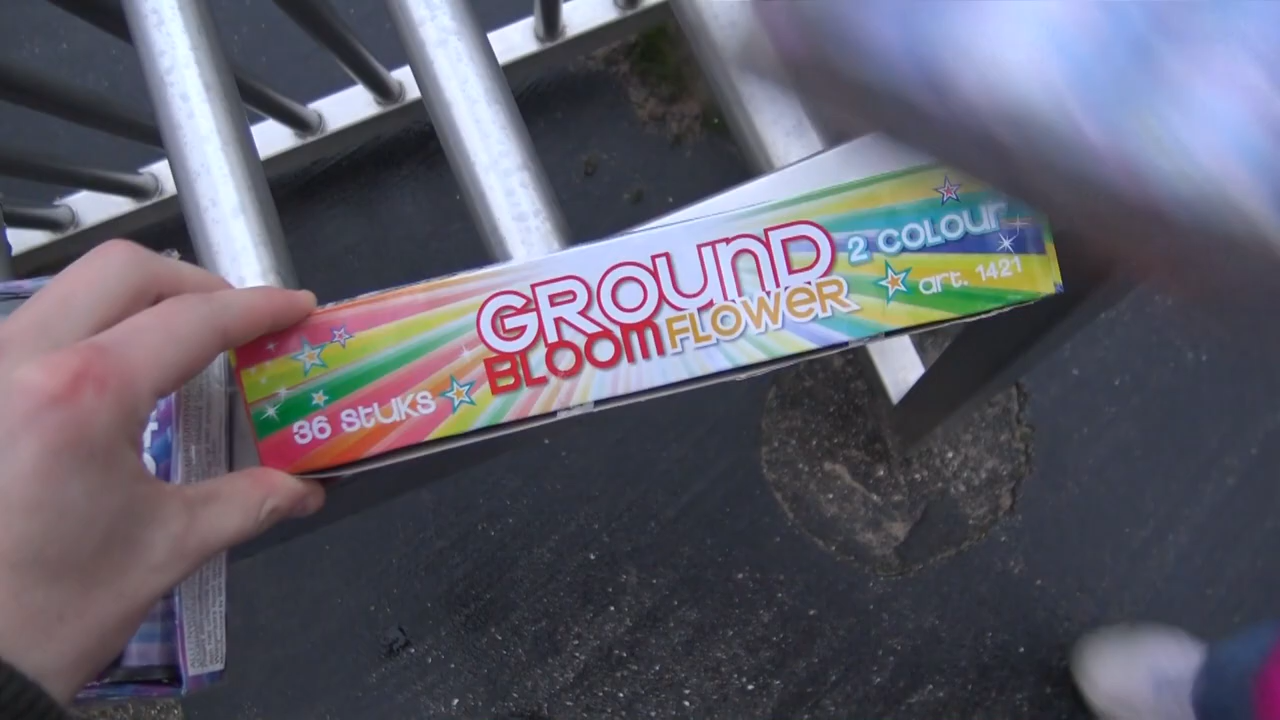 GROUND
BLOOM FLOWER
2 COLOUR
art. 1421
36 STUKS